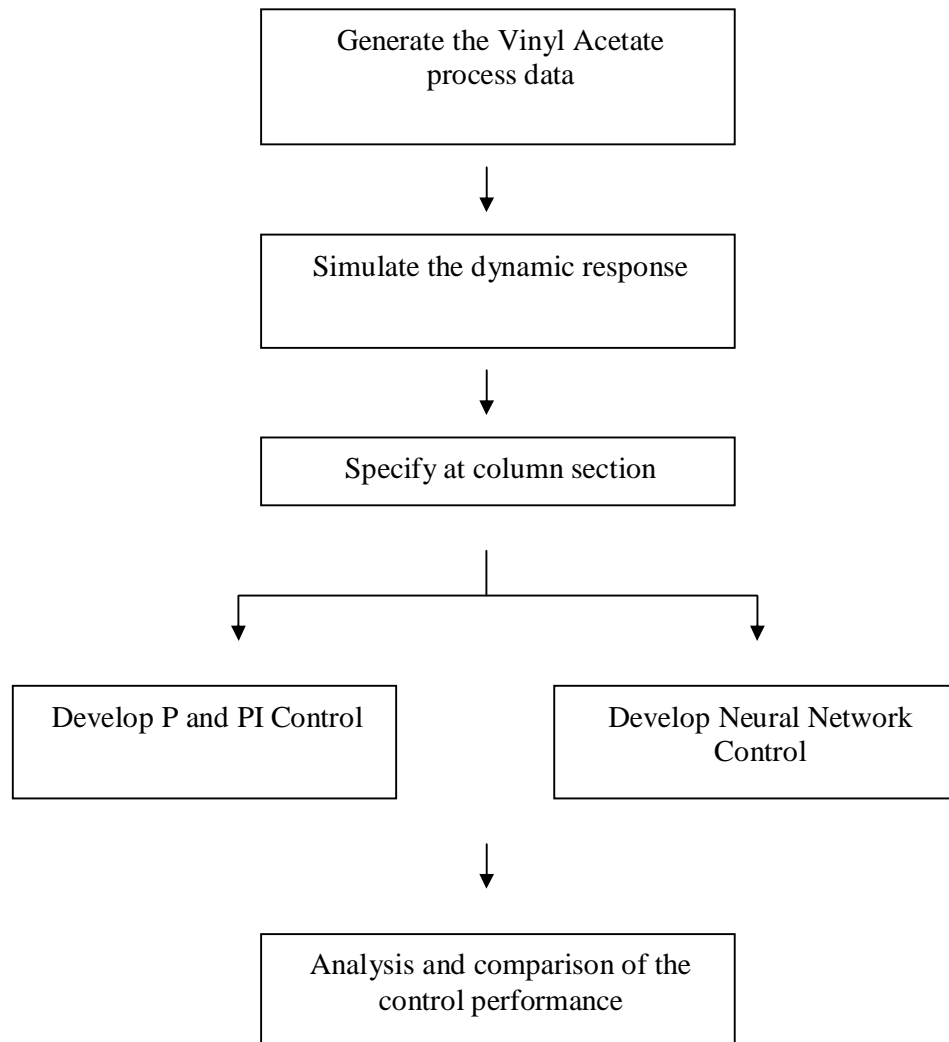 Generate the Vinyl Acetate
process data
Simulate the dynamic response
Specify at column section
Develop P and PI Control
Develop Neural Network
Control
Analysis and comparison of the
control performance